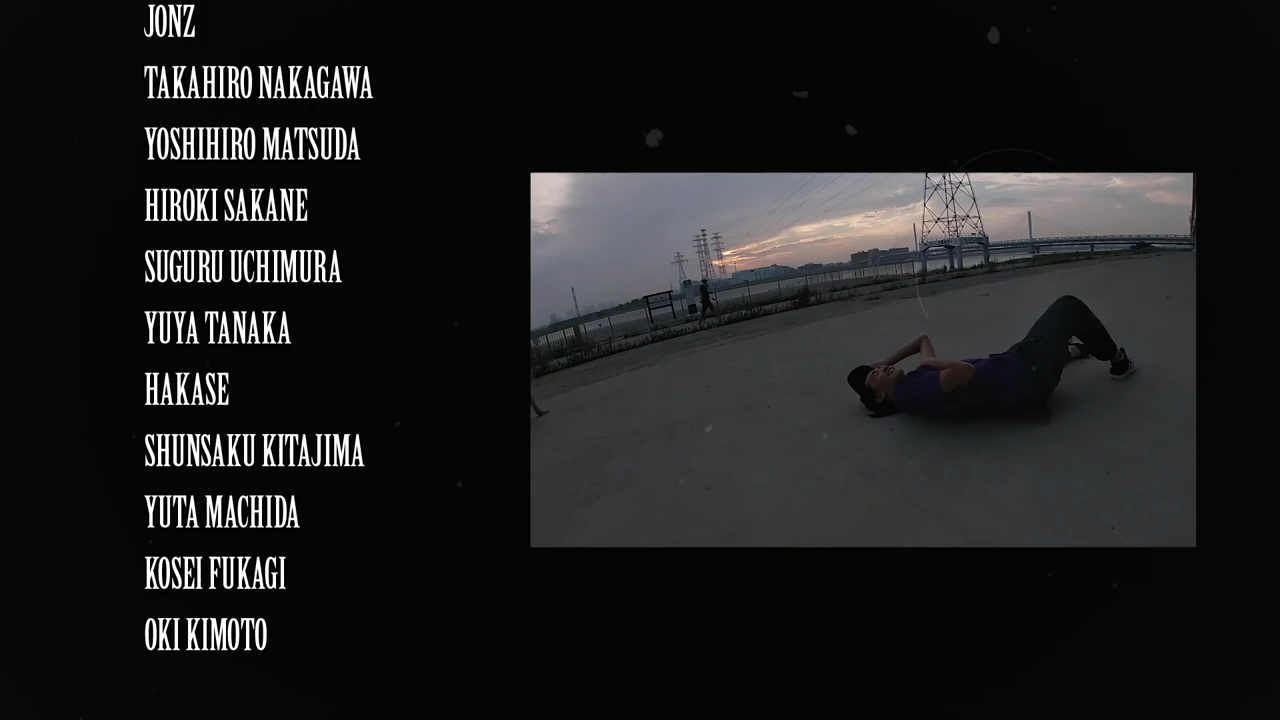 JONZ
TAKAHIRO NAKAGAWA
YOSHIHIRO MATSUDA
HIROKI SAKANE
SUGURU UCHIMURA
YUYA TANAKA
HAKASE
SHUNSAKU KITAJIMA
YUTA MACHIDA
KOSEI FUKAGI
OKI KIMOTO